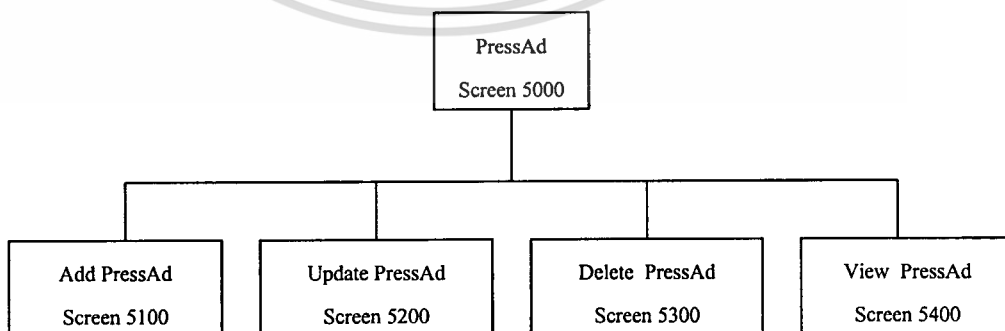 PressAd
Screen 5000
Add PressAd
Screen 5100
Update PressAd
Screen 5200
Delete PressAd
Screen 5300
View PressAd
Screen 5400